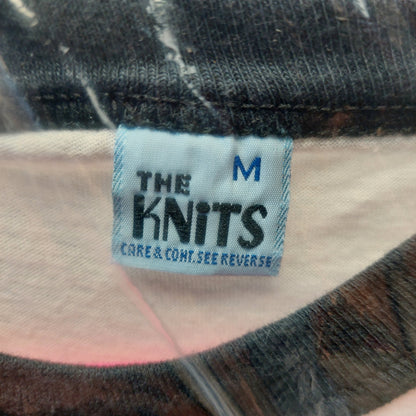 M
THE
KNiTS
CARE & CONT. SEE REVERSE